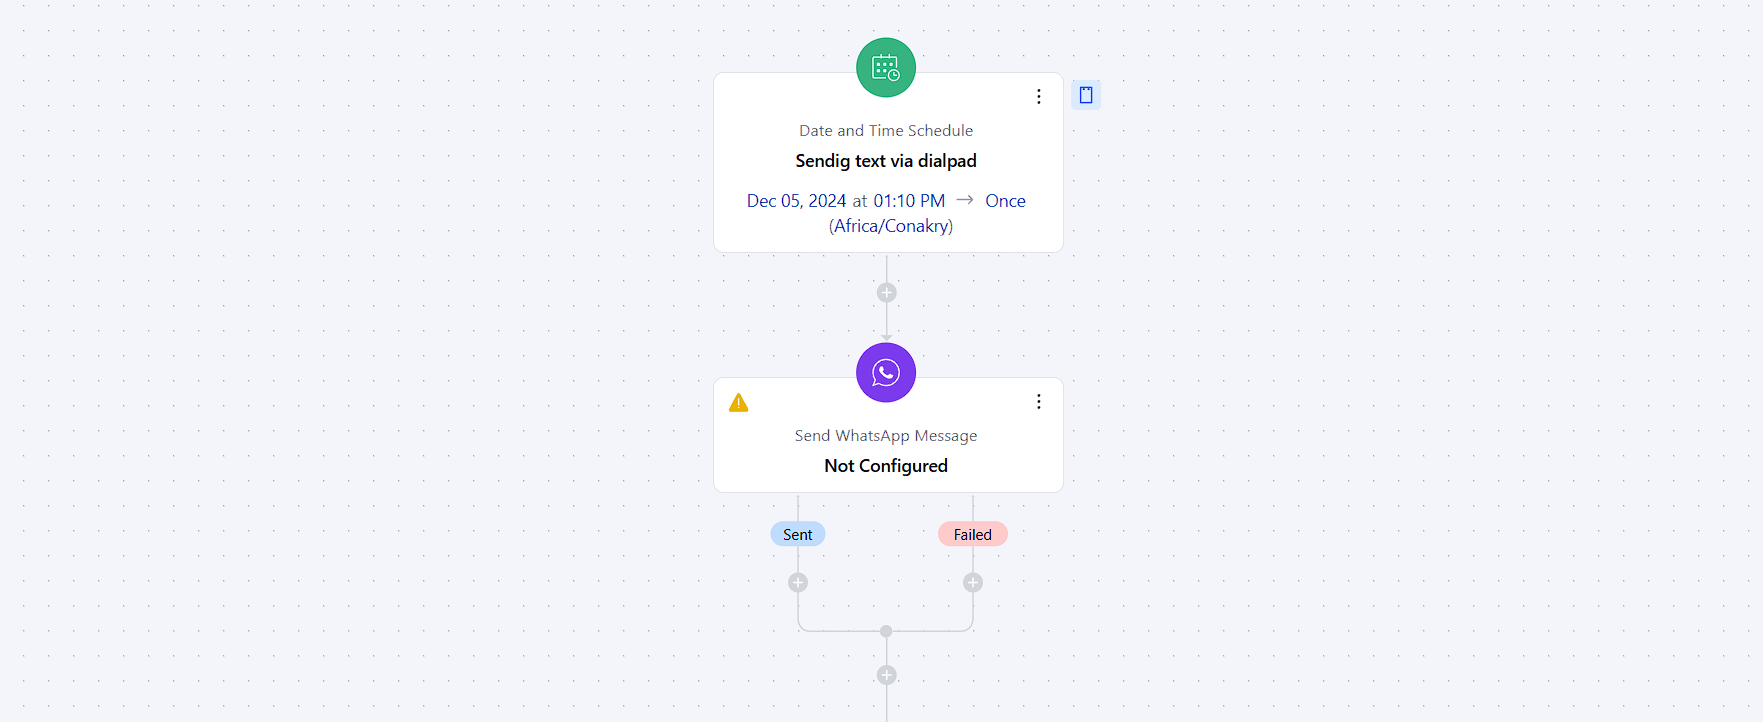 Date and Time Schedule
Sendig text via dialpad
Dec 05, 2024 at 01:10 PM → Once
(Africa/Conakry)
Send WhatsApp Message
Not Configured
Sent
Failed